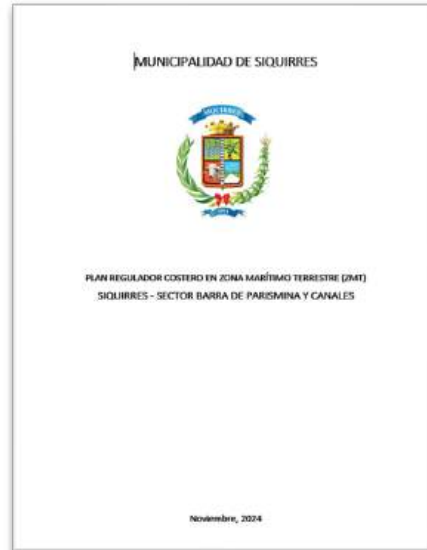 MUNICIPALIDAD DE SIQUIRRES
SIQUIRRES
PLAN REGULADOR COSTERO EN ZONA MARÍTIMO TERRESTRE (ZMT)
SIQUIRRES - SECTOR BARRA DE PARISMINA Y CANALES
Noviembre, 2024